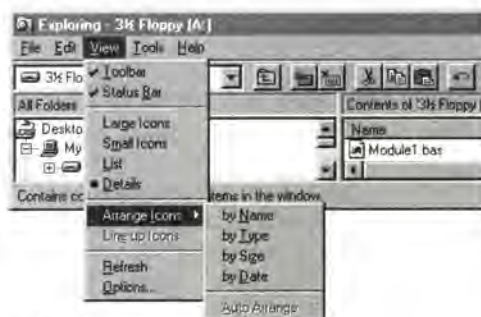 Exploring - 3½ Floppy (A:)
File Edit View Tools Help
3½ Flo
Toolbar
Status Bar
All Folders
Contents of '3½ Floppy
Large Icons
Small Icons
List
Details
Deskto
My
Name
Module1.bas
Contains co
items in the window.
Arrange Icons
Line up Icons
Refresh
Options...
by Name
by Type
by Size
by Date
Auto Arrange